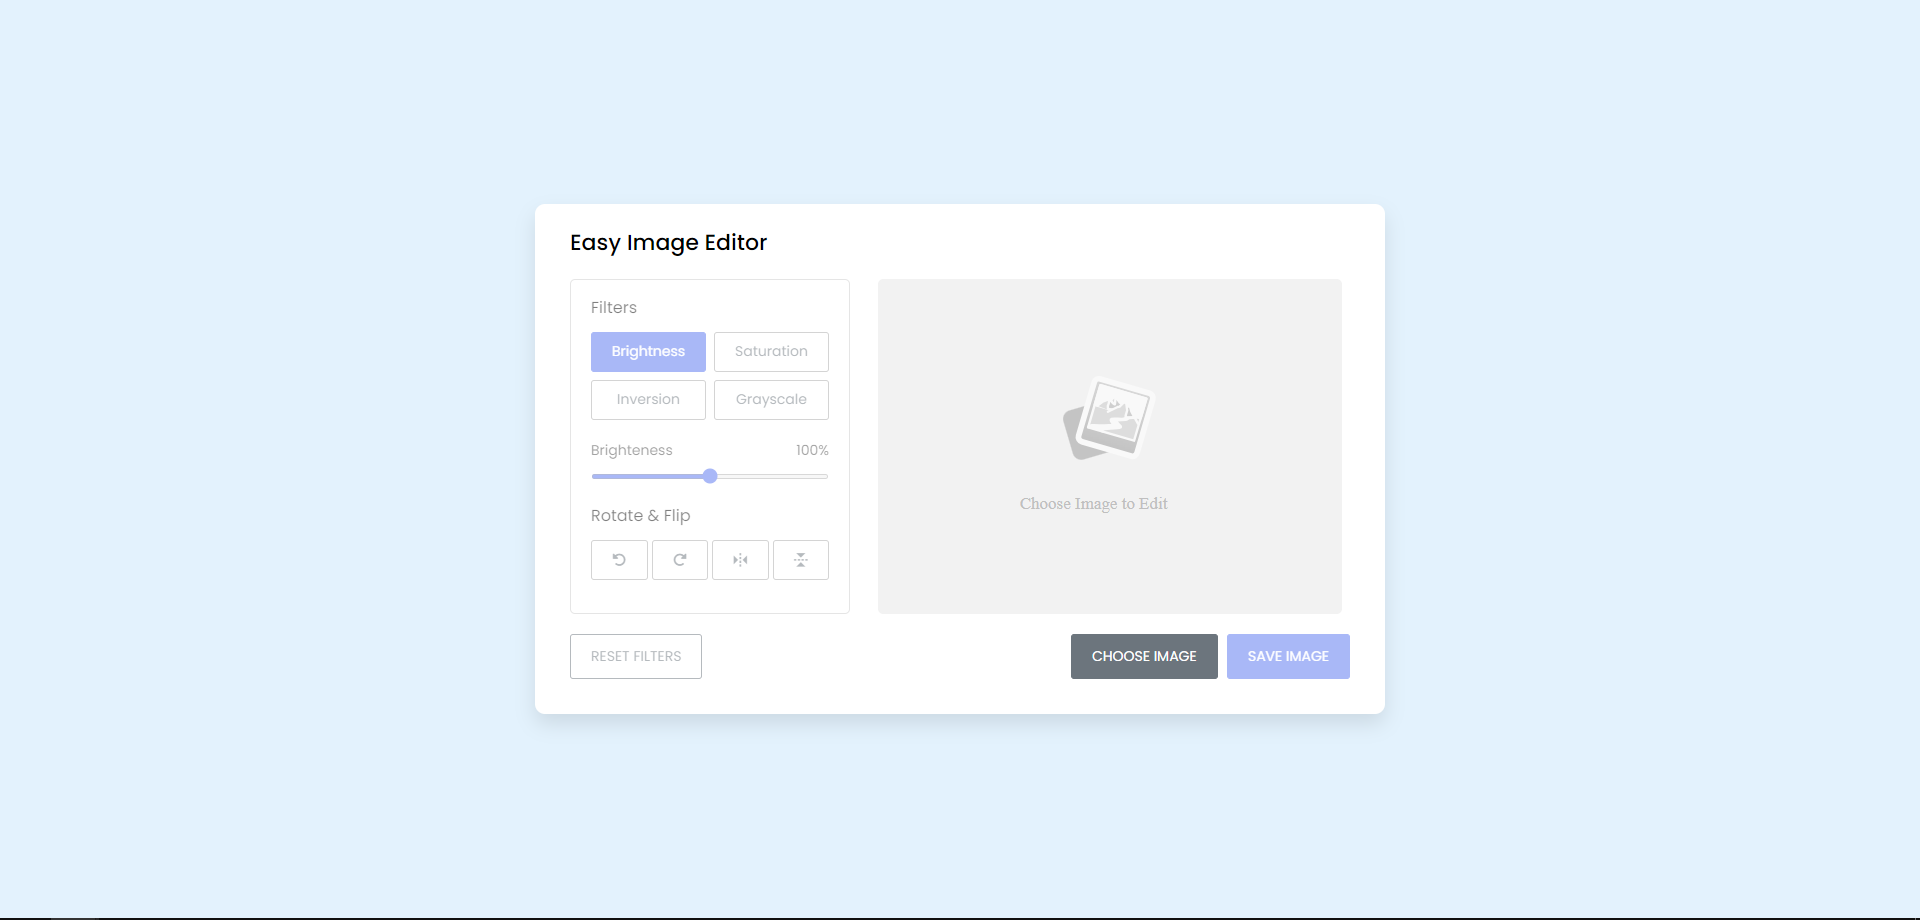 Easy Image Editor
Filters
Brightness
Saturation
Inversion
Grayscale
Brighteness 100%
Rotate & Flip
Choose Image to Edit
RESET FILTERS
CHOOSE IMAGE
SAVE IMAGE